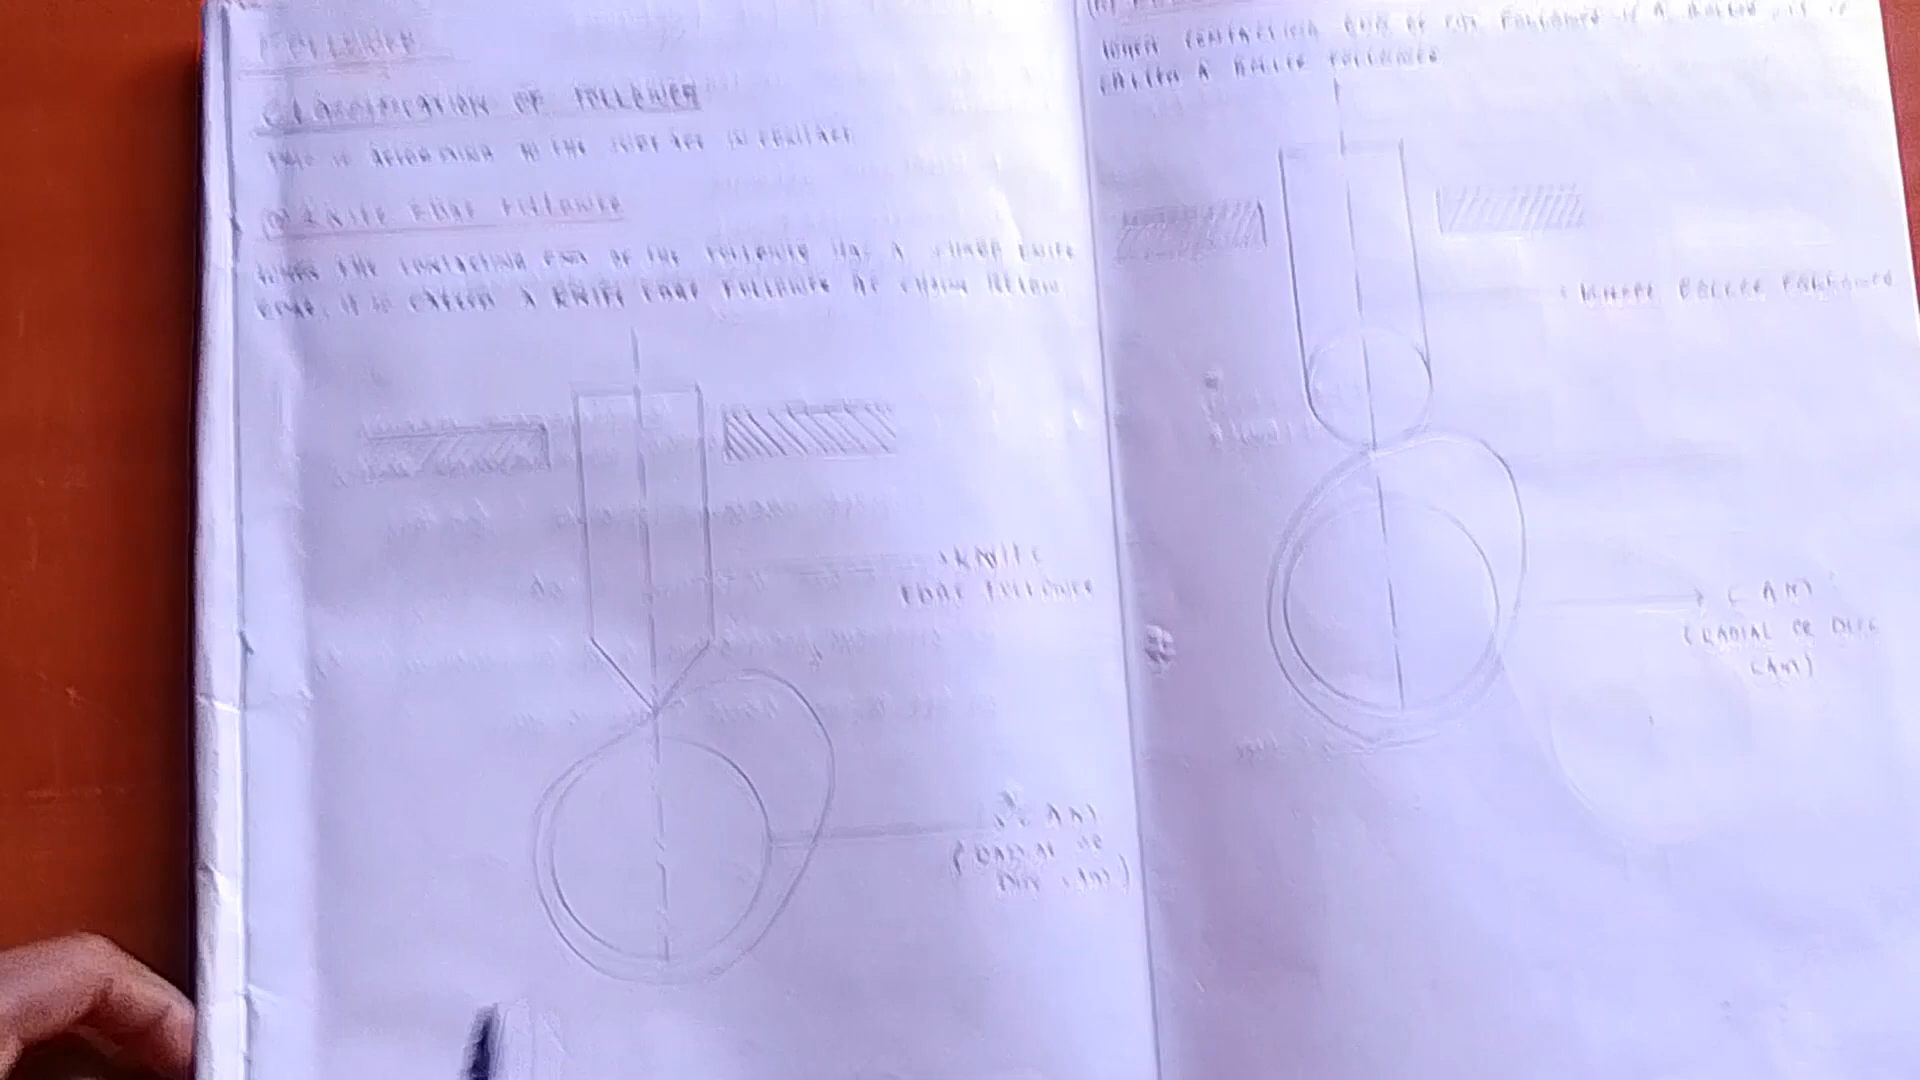 FOLLOWER
CLASSIFICATION OF FOLLOWER
THIS IS ACCORDING TO THE SURFACE IN CONTACT
KNIFE EDGE FOLLOWER
WHEN THE CONTACTING END OF THE FOLLOWER HAS A SHARP KNIFE
EDGE, IT IS CALLED A KNIFE EDGE FOLLOWER AS SHOWN BELOW
KNIFE
EDGE FOLLOWER
CAM
(RADIAL OR
DISC CAM)
WHEN CONTACTING END OF THE FOLLOWER IS A ROLLER, IT IS
CALLED A ROLLER FOLLOWER
ROLLER FOLLOWER
CAM
(RADIAL OR DISC
CAM)